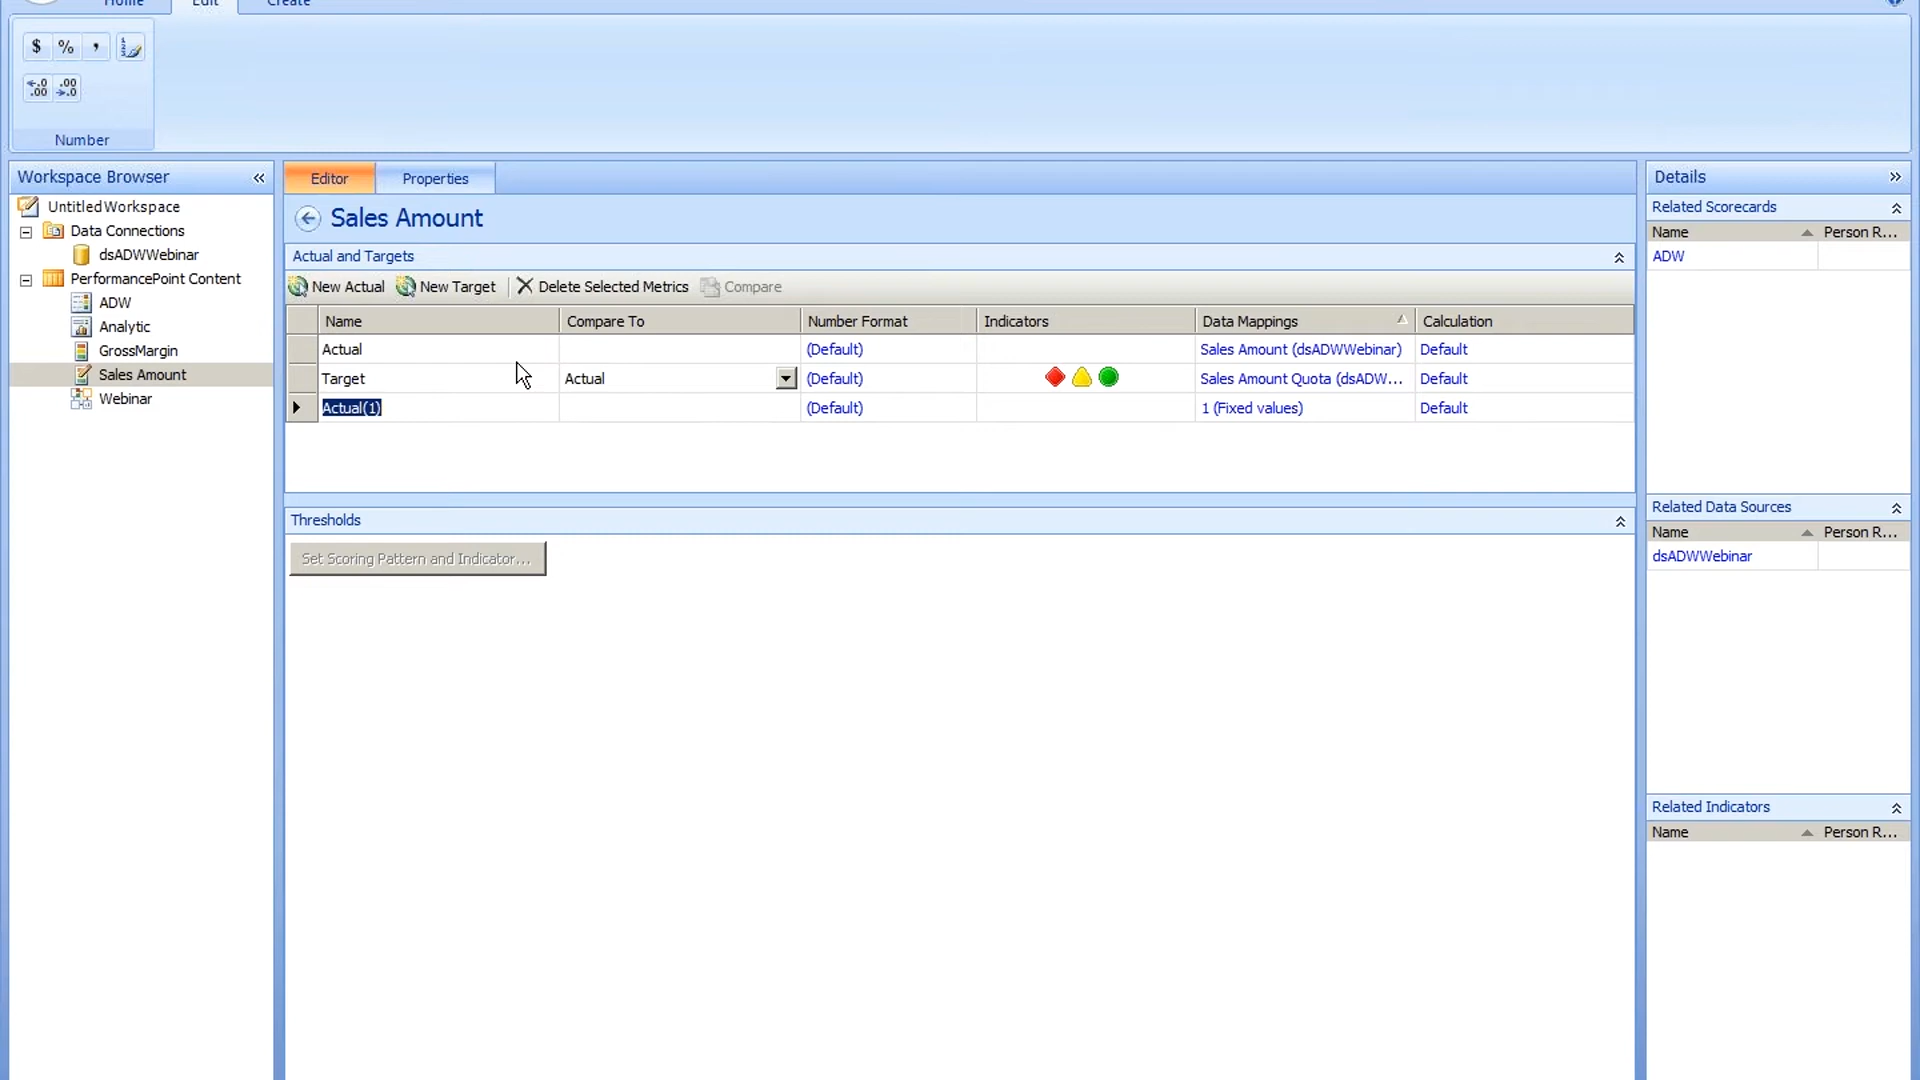 Home Edit Create
$ % ,
.0 .00
.00 .0
Number
Workspace Browser
Untitled Workspace
Data Connections
dsADWWebinar
PerformancePoint Content
ADW
Analytic
GrossMargin
Sales Amount
Webinar
Editor Properties
Sales Amount
Actual and Targets
New Actual New Target Delete Selected Metrics Compare
Name Compare To Number Format Indicators Data Mappings Calculation
Actual (Default) Sales Amount (dsADWWebinar) Default
Target Actual (Default) Sales Amount Quota (dsADW... Default
Actual(1) (Default) 1 (Fixed values) Default
Thresholds
Set Scoring Pattern and Indicator...
Details
Related Scorecards
Name Person R...
ADW
Related Data Sources
Name Person R...
dsADWWebinar
Related Indicators
Name Person R...